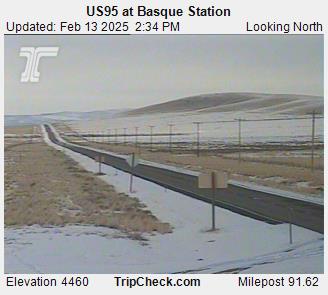 US95 at Basque Station
Updated: Feb 13 2025 2:34 PM Looking North
Elevation 4460 TripCheck.com Milepost 91.62